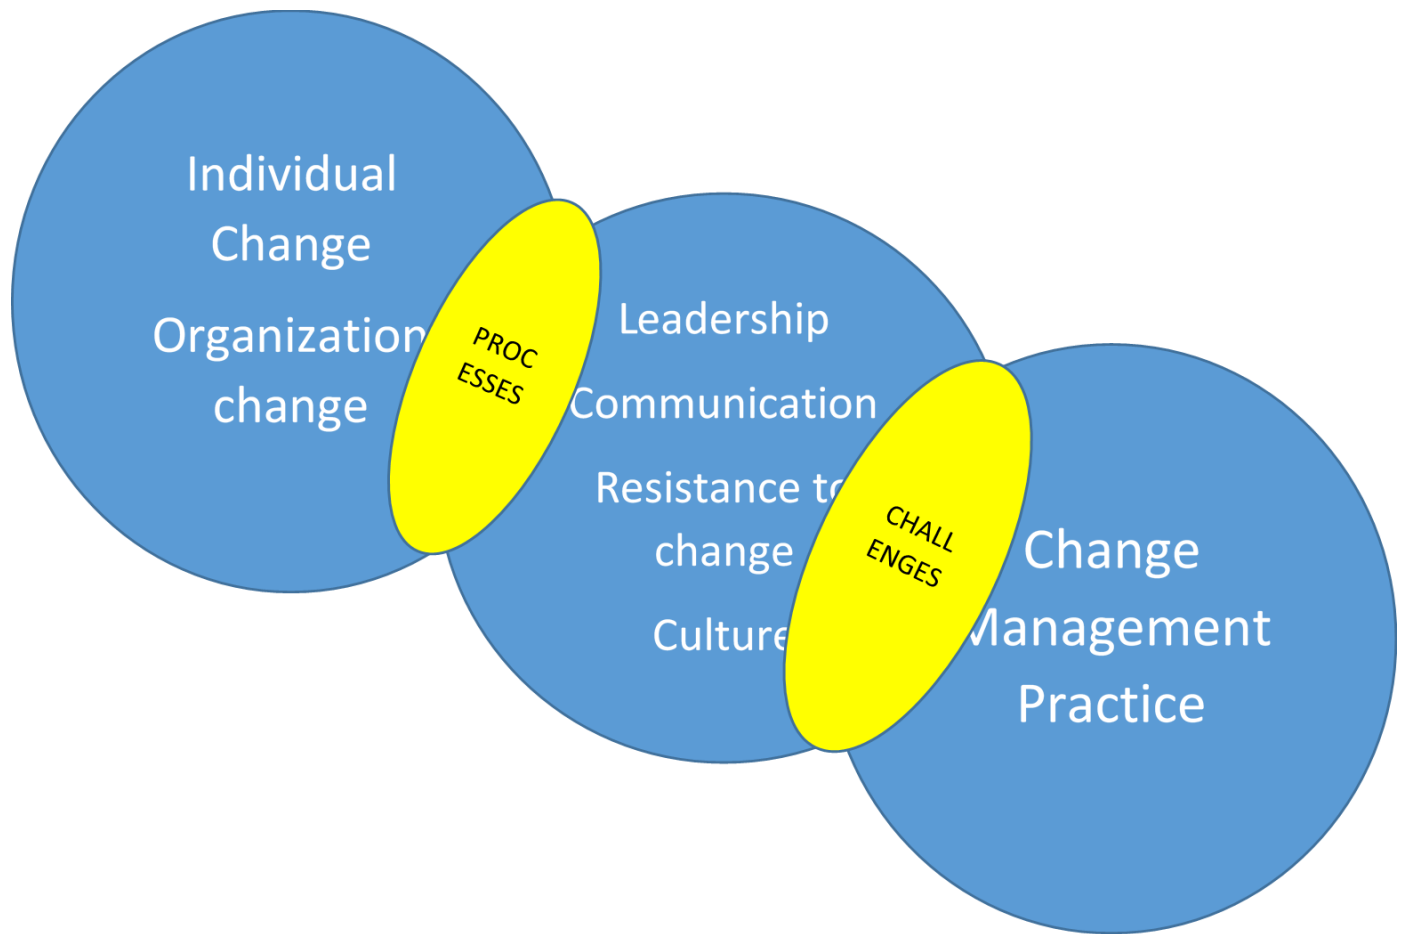 Individual
Change
Organization
change
PROC
ESSES
Leadership
Communication
Resistance to
change
Culture
CHALL
ENGES
Change
Management
Practice